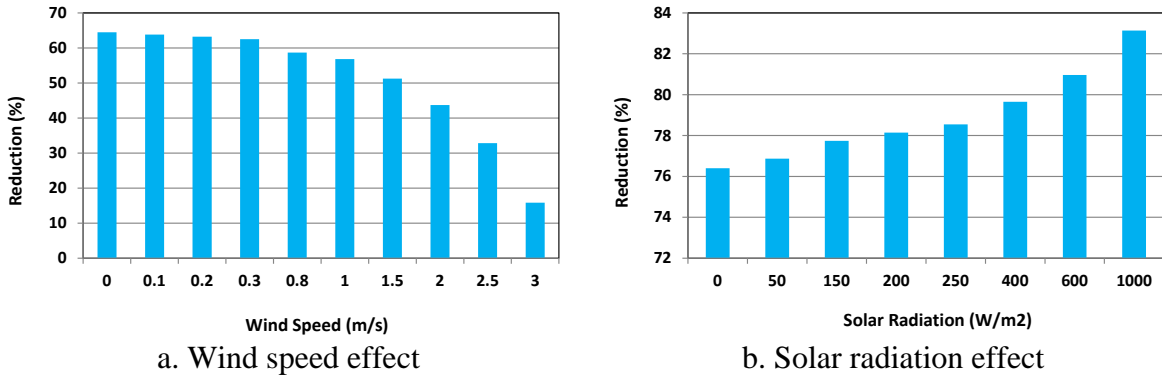 70
60
50
40
30
20
10
0
Reduction (%)
0 0.1 0.2 0.3 0.8 1 1.5 2 2.5 3
Wind Speed (m/s)
a. Wind speed effect
84
82
80
78
76
74
72
Reduction (%)
0 50 150 200 250 400 600 1000
Solar Radiation (W/m2)
b. Solar radiation effect